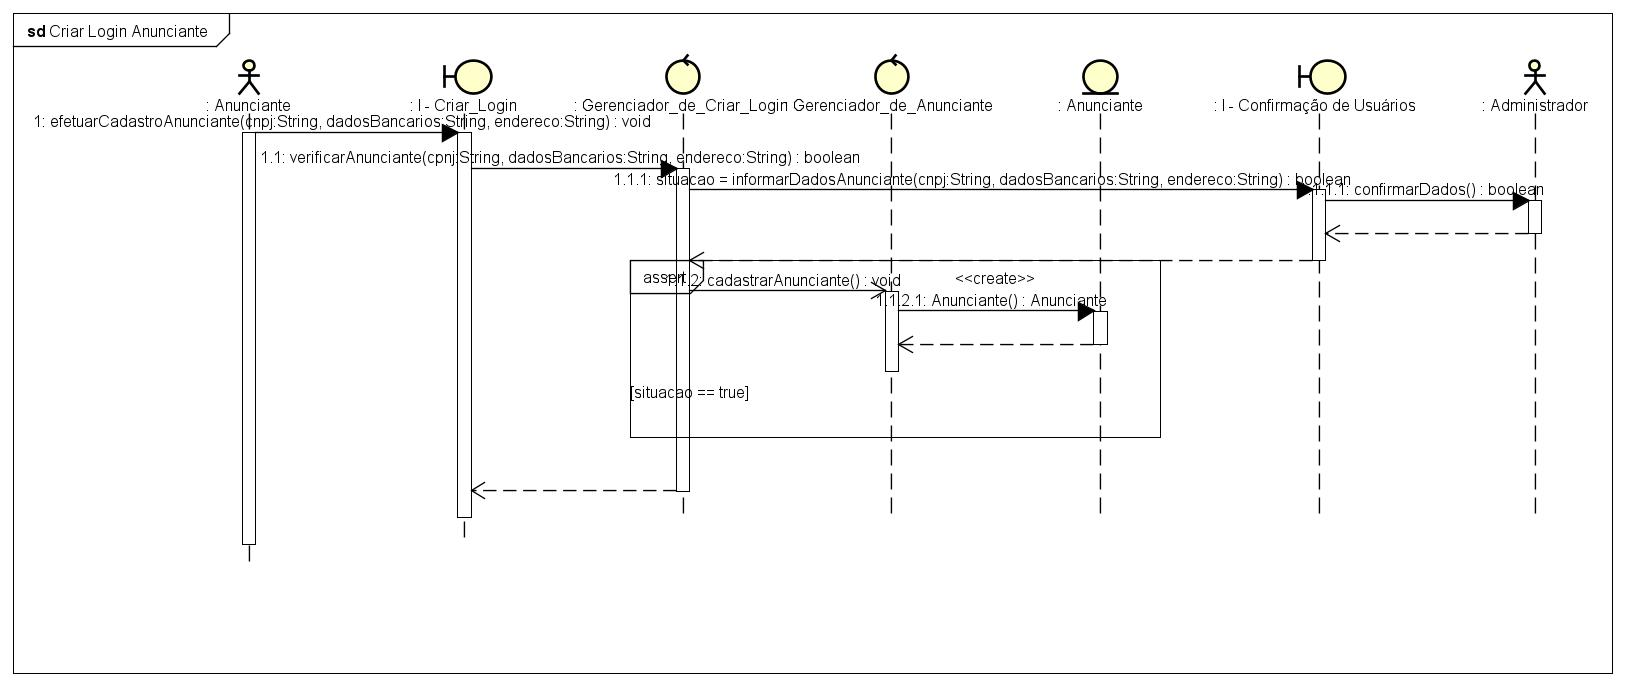 sd Criar Login Anunciante
: Anunciante
: I - Criar_Login
: Gerenciador_de_Criar_Login
Gerenciador_de_Anunciante
: Anunciante
: I - Confirmação de Usuários
: Administrador
1: efetuarCadastroAnunciante(cnpj:String, dadosBancarios:String, endereco:String) : void
1.1: verificarAnunciante(cpnj:String, dadosBancarios:String, endereco:String) : boolean
1.1.1: situacao = informarDadosAnunciante(cnpj:String, dadosBancarios:String, endereco:String) : boolean
1.1.1: confirmarDados() : boolean
assert
1.1.2: cadastrarAnunciante() : void
<<create>>
1.1.2.1: Anunciante() : Anunciante
[situacao == true]